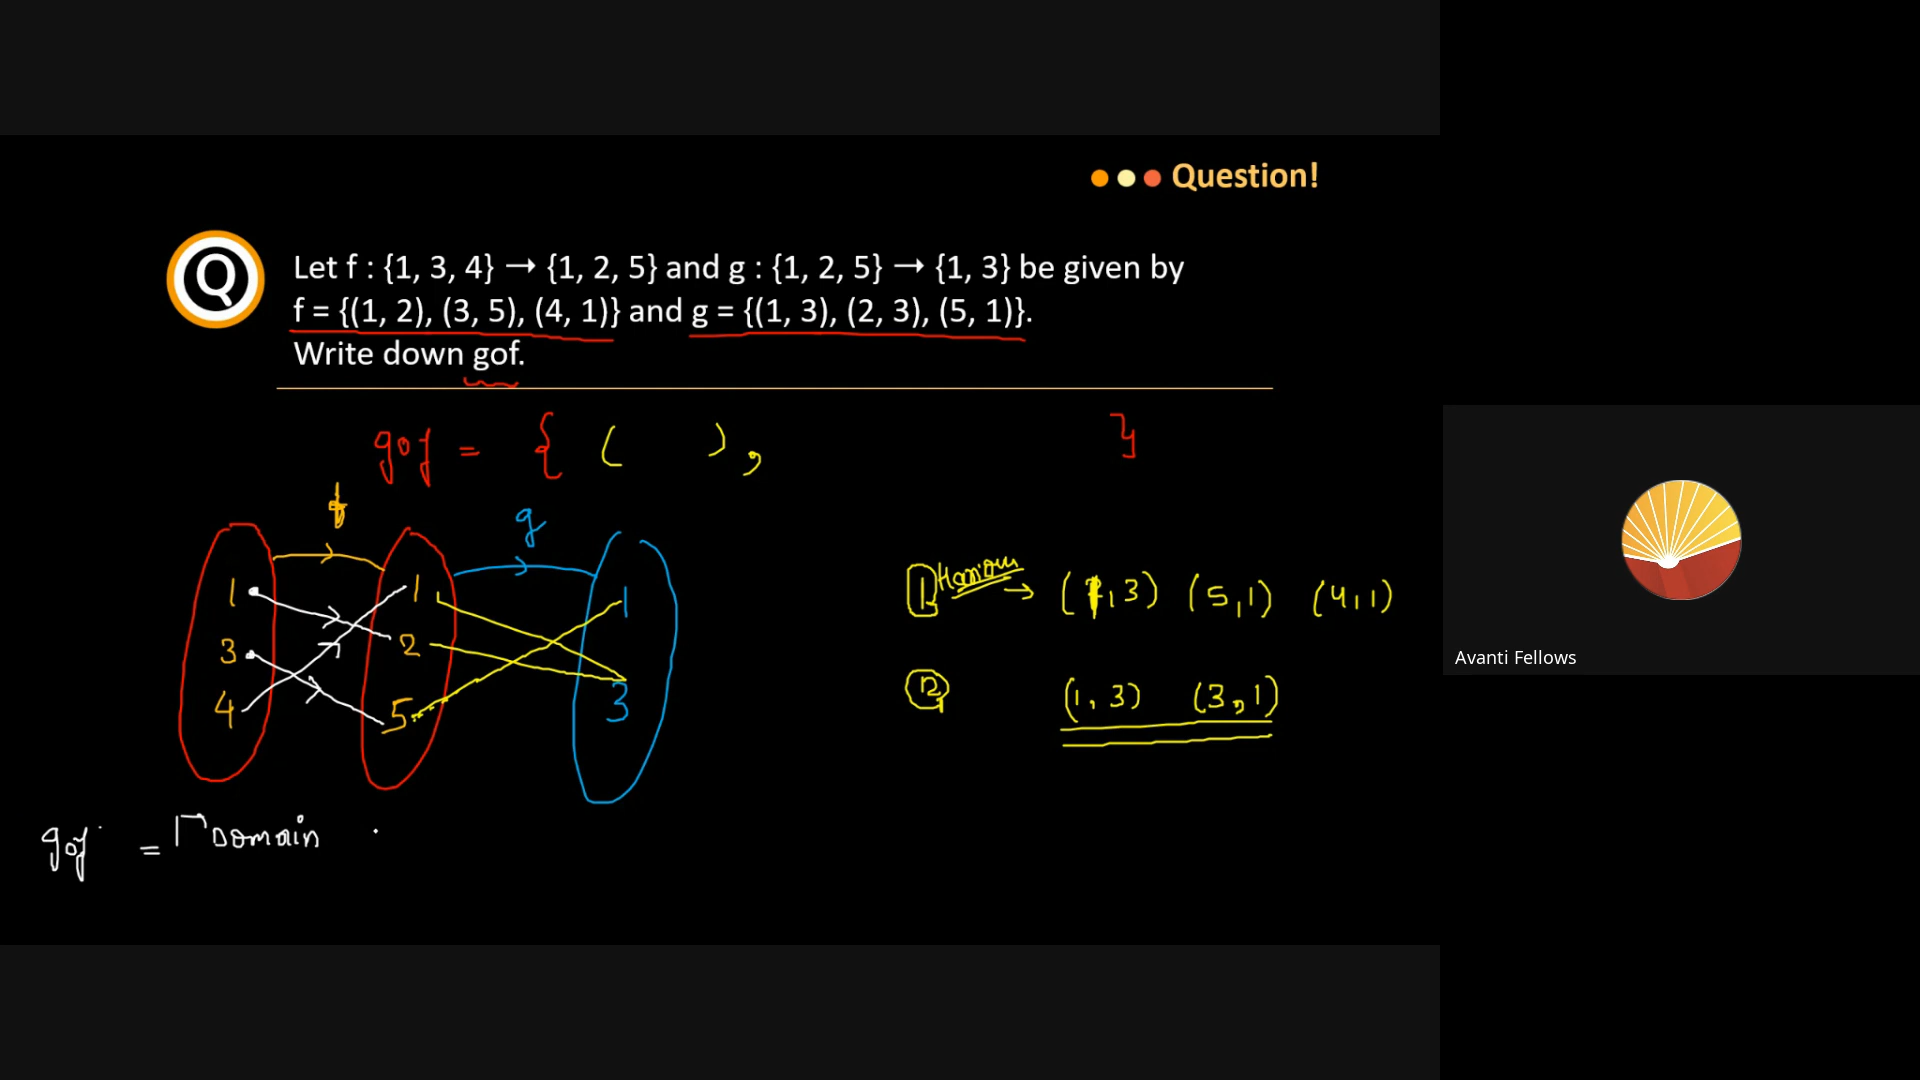 Question!
Q
Let f : {1, 3, 4} → {1, 2, 5} and g : {1, 2, 5} → {1, 3} be given by
f = {(1, 2), (3, 5), (4, 1)} and g = {(1, 3), (2, 3), (5, 1)}.
Write down gof.
gof = { ( ) , }
f g
1 1 1
3 2
4 5 3
1 → (1,3) (5,1) (4,1)
2 (1,3) (3,1)
gof = Domain
Avanti Fellows